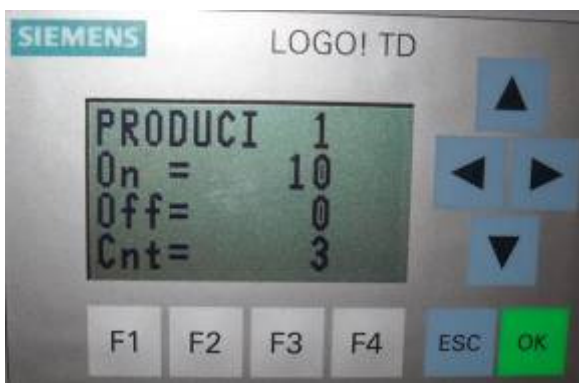 SIEMENS LOGO! TD
PRODUCI 1
On = 10
Off= 0
Cnt= 3
F1 F2 F3 F4 ESC OK